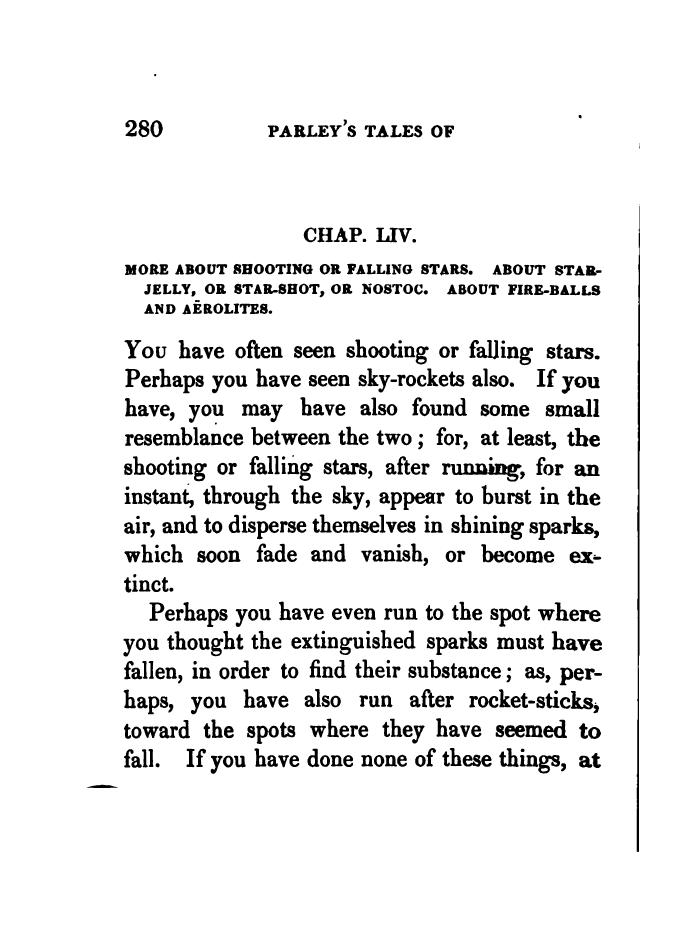 280 PARLEY'S TALES OF
CHAP. LIV.
MORE ABOUT SHOOTING OR FALLING STARS. ABOUT STAR-
JELLY, OR STAR-SHOT, OR NOSTOC. ABOUT FIRE-BALLS
AND AËROLITES.
You have often seen shooting or falling stars.
Perhaps you have seen sky-rockets also. If you
have, you may have also found some small
resemblance between the two; for, at least, the
shooting or falling stars, after running, for an
instant, through the sky, appear to burst in the
air, and to disperse themselves in shining sparks,
which soon fade and vanish, or become ex-
tinct.
Perhaps you have even run to the spot where
you thought the extinguished sparks must have
fallen, in order to find their substance; as, per-
haps, you have also run after rocket-sticks,
toward the spots where they have seemed to
fall. If you have done none of these things, at